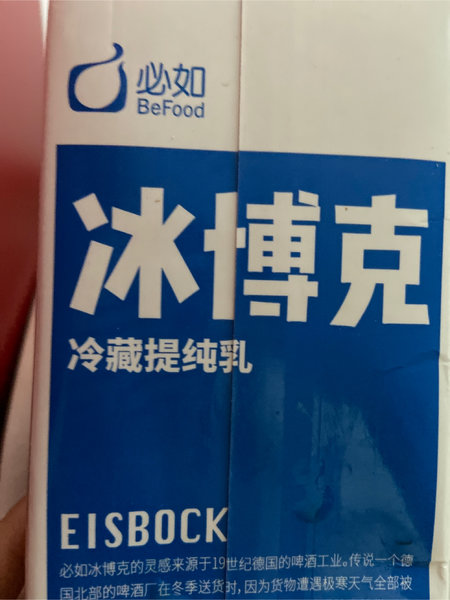 必如
BeFood
冰博克
冷藏提纯乳
EISBOCK
必如冰博克的灵感来源于19世纪德国的啤酒工业。传说一个德
国北部的啤酒厂在冬季送货时,因为货物遭遇极寒天气全部被